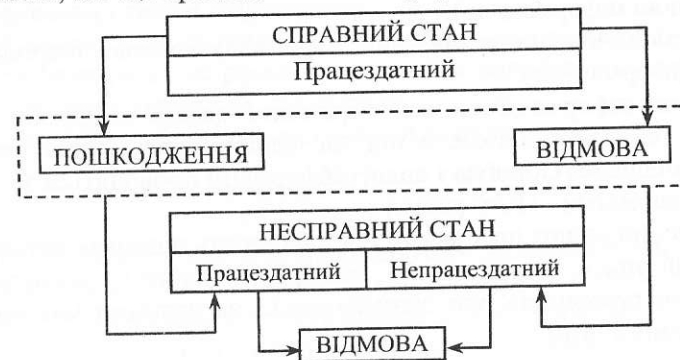 СПРАВНИЙ СТАН
Працездатний
ПОШКОДЖЕННЯ
ВІДМОВА
НЕСПРАВНИЙ СТАН
Працездатний
Непрацездатний
ВІДМОВА